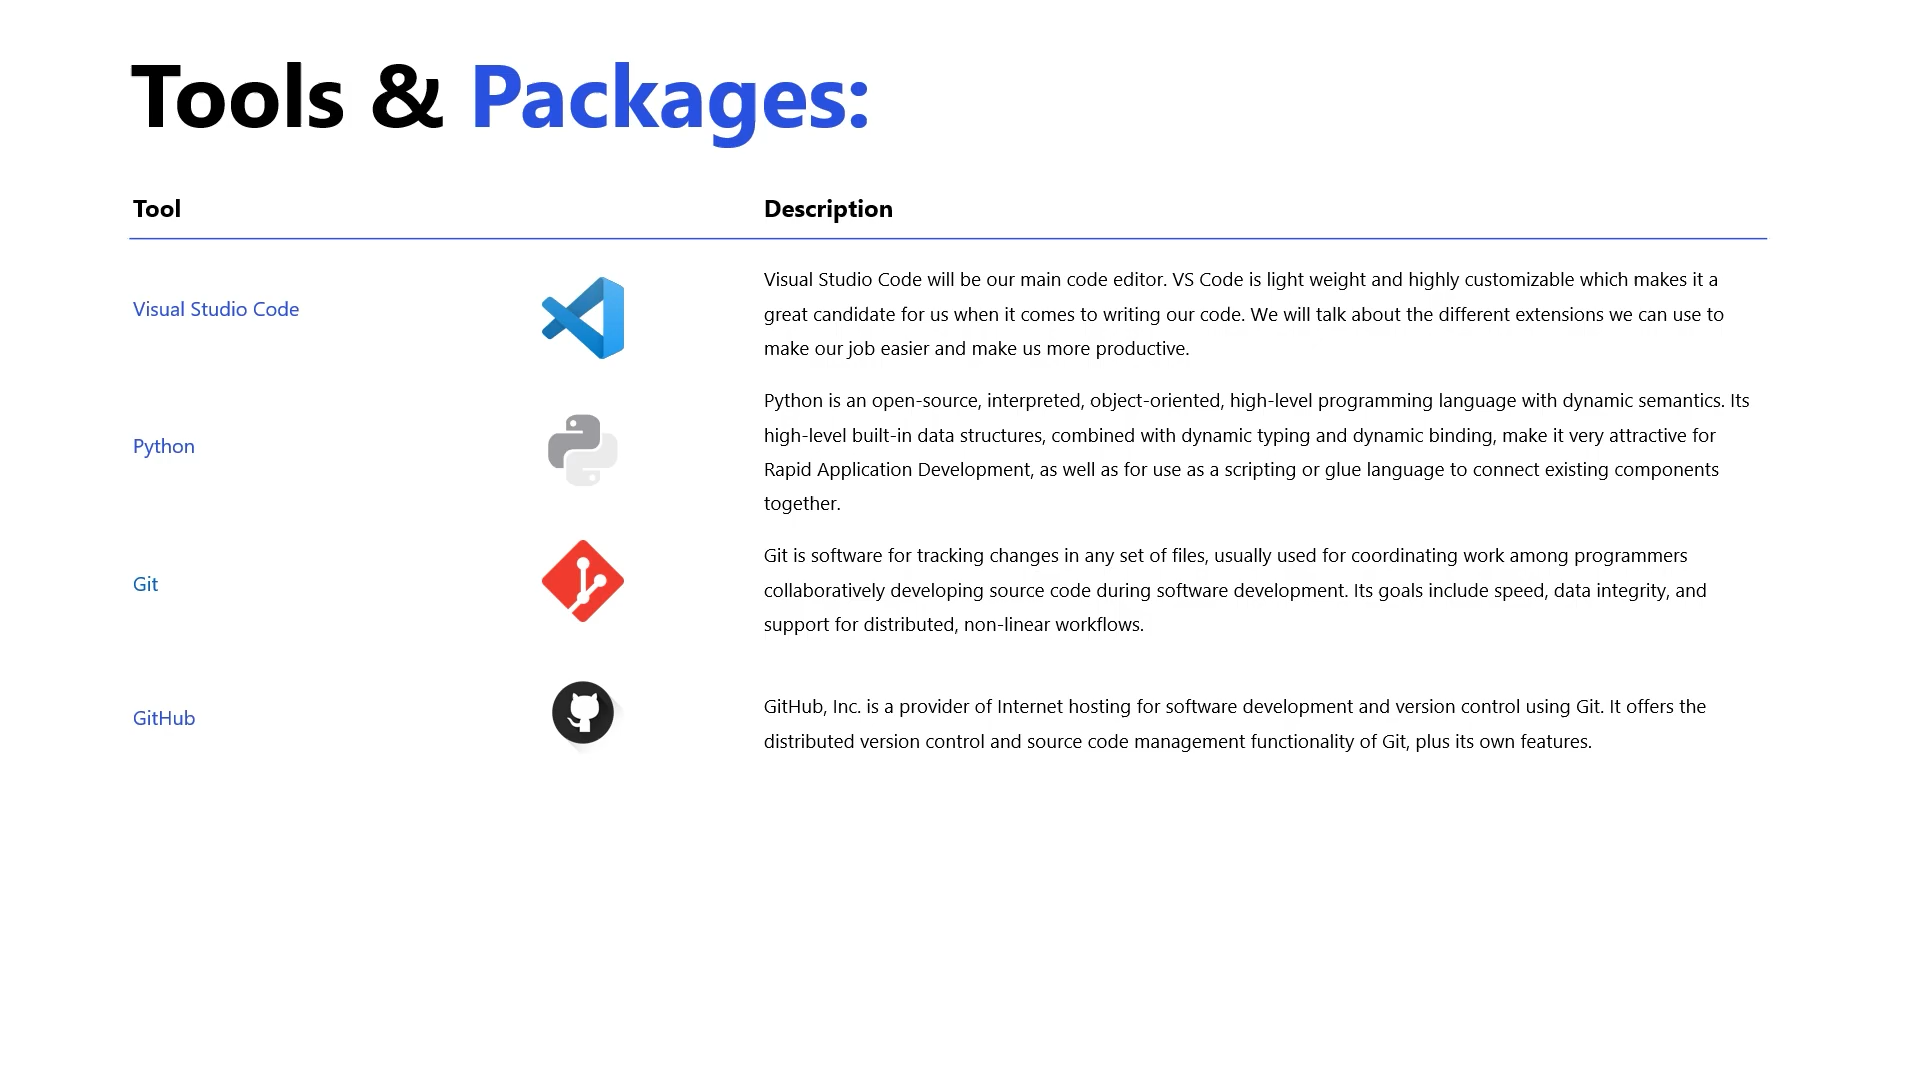 Tools & Packages:
Tool
Description
Visual Studio Code
Visual Studio Code will be our main code editor. VS Code is light weight and highly customizable which makes it a
great candidate for us when it comes to writing our code. We will talk about the different extensions we can use to
make our job easier and make us more productive.
Python
Python is an open-source, interpreted, object-oriented, high-level programming language with dynamic semantics. Its
high-level built-in data structures, combined with dynamic typing and dynamic binding, make it very attractive for
Rapid Application Development, as well as for use as a scripting or glue language to connect existing components
together.
Git
Git is software for tracking changes in any set of files, usually used for coordinating work among programmers
collaboratively developing source code during software development. Its goals include speed, data integrity, and
support for distributed, non-linear workflows.
GitHub
GitHub, Inc. is a provider of Internet hosting for software development and version control using Git. It offers the
distributed version control and source code management functionality of Git, plus its own features.